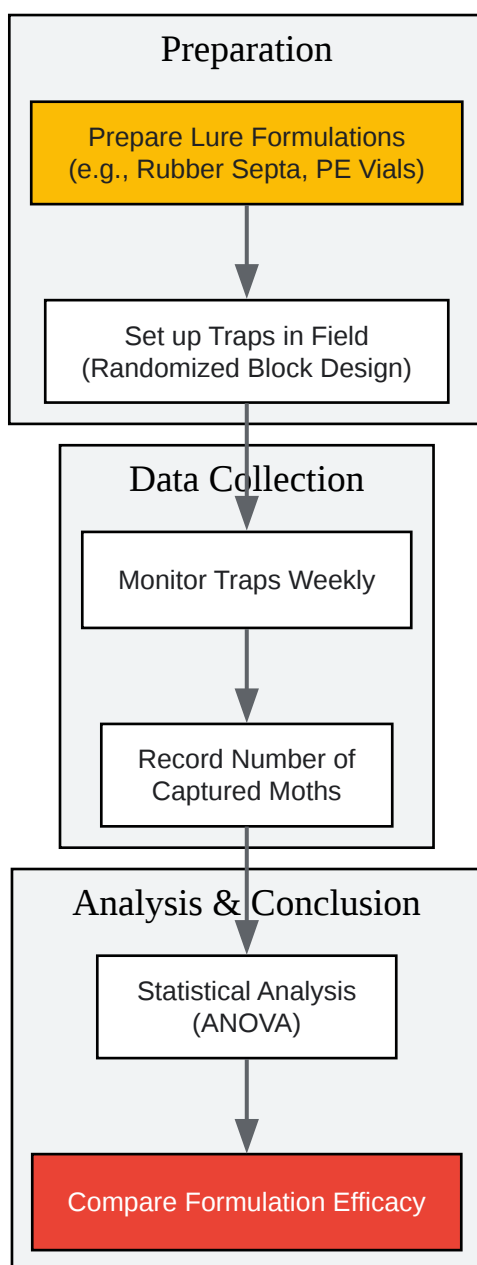 Preparation
Prepare Lure Formulations
(e.g., Rubber Septa, PE Vials)
Set up Traps in Field
(Randomized Block Design)
Data Collection
Monitor Traps Weekly
Record Number of
Captured Moths
Analysis & Conclusion
Statistical Analysis
(ANOVA)
Compare Formulation Efficacy